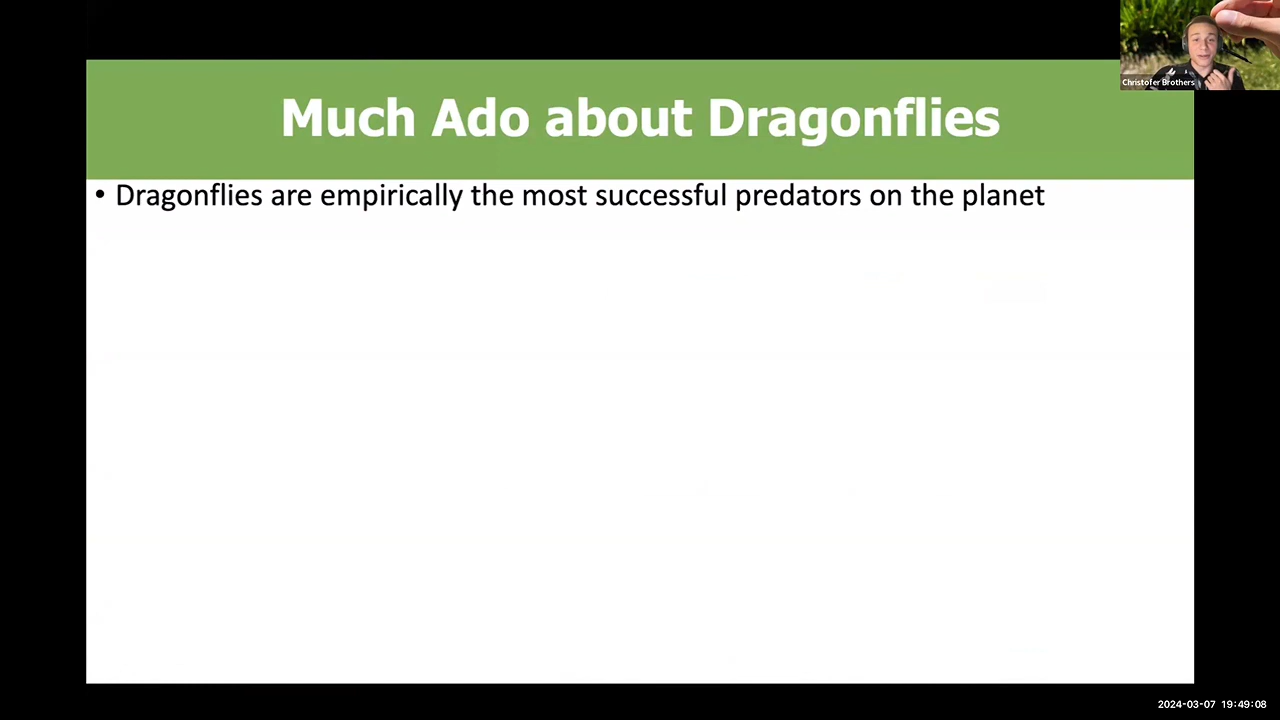 Much Ado about Dragonflies
• Dragonflies are empirically the most successful predators on the planet
Christofer Brothers
2024-03-07 19:49:08